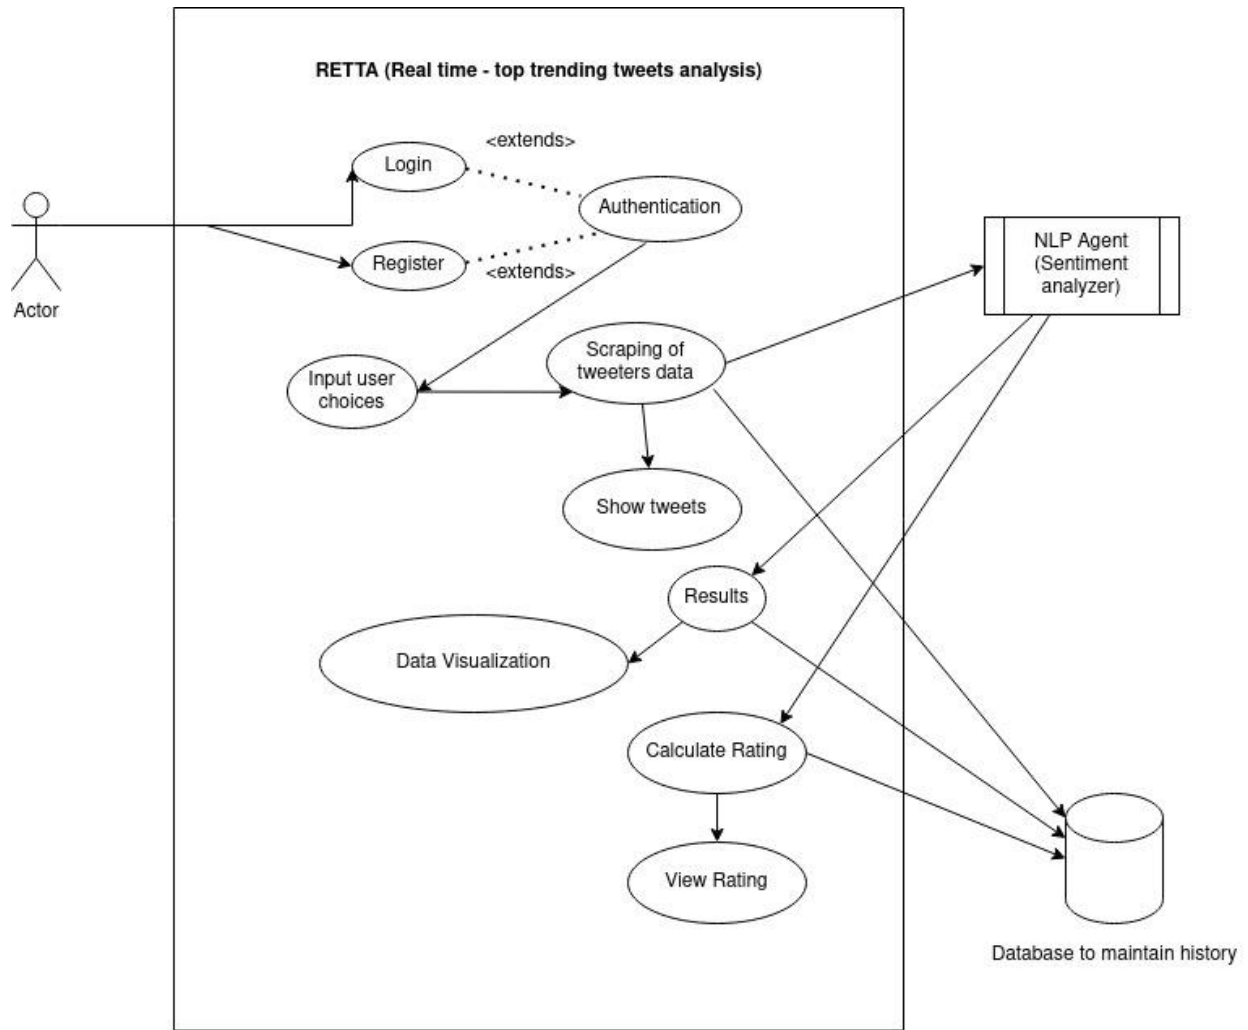 RETTA (Real time - top trending tweets analysis)
<extends>
Login
Authentication
Register
<extends>
Actor
NLP Agent
(Sentiment
analyzer)
Scraping of
tweeters data
Input user
choices
Show tweets
Results
Data Visualization
Calculate Rating
View Rating
Database to maintain history